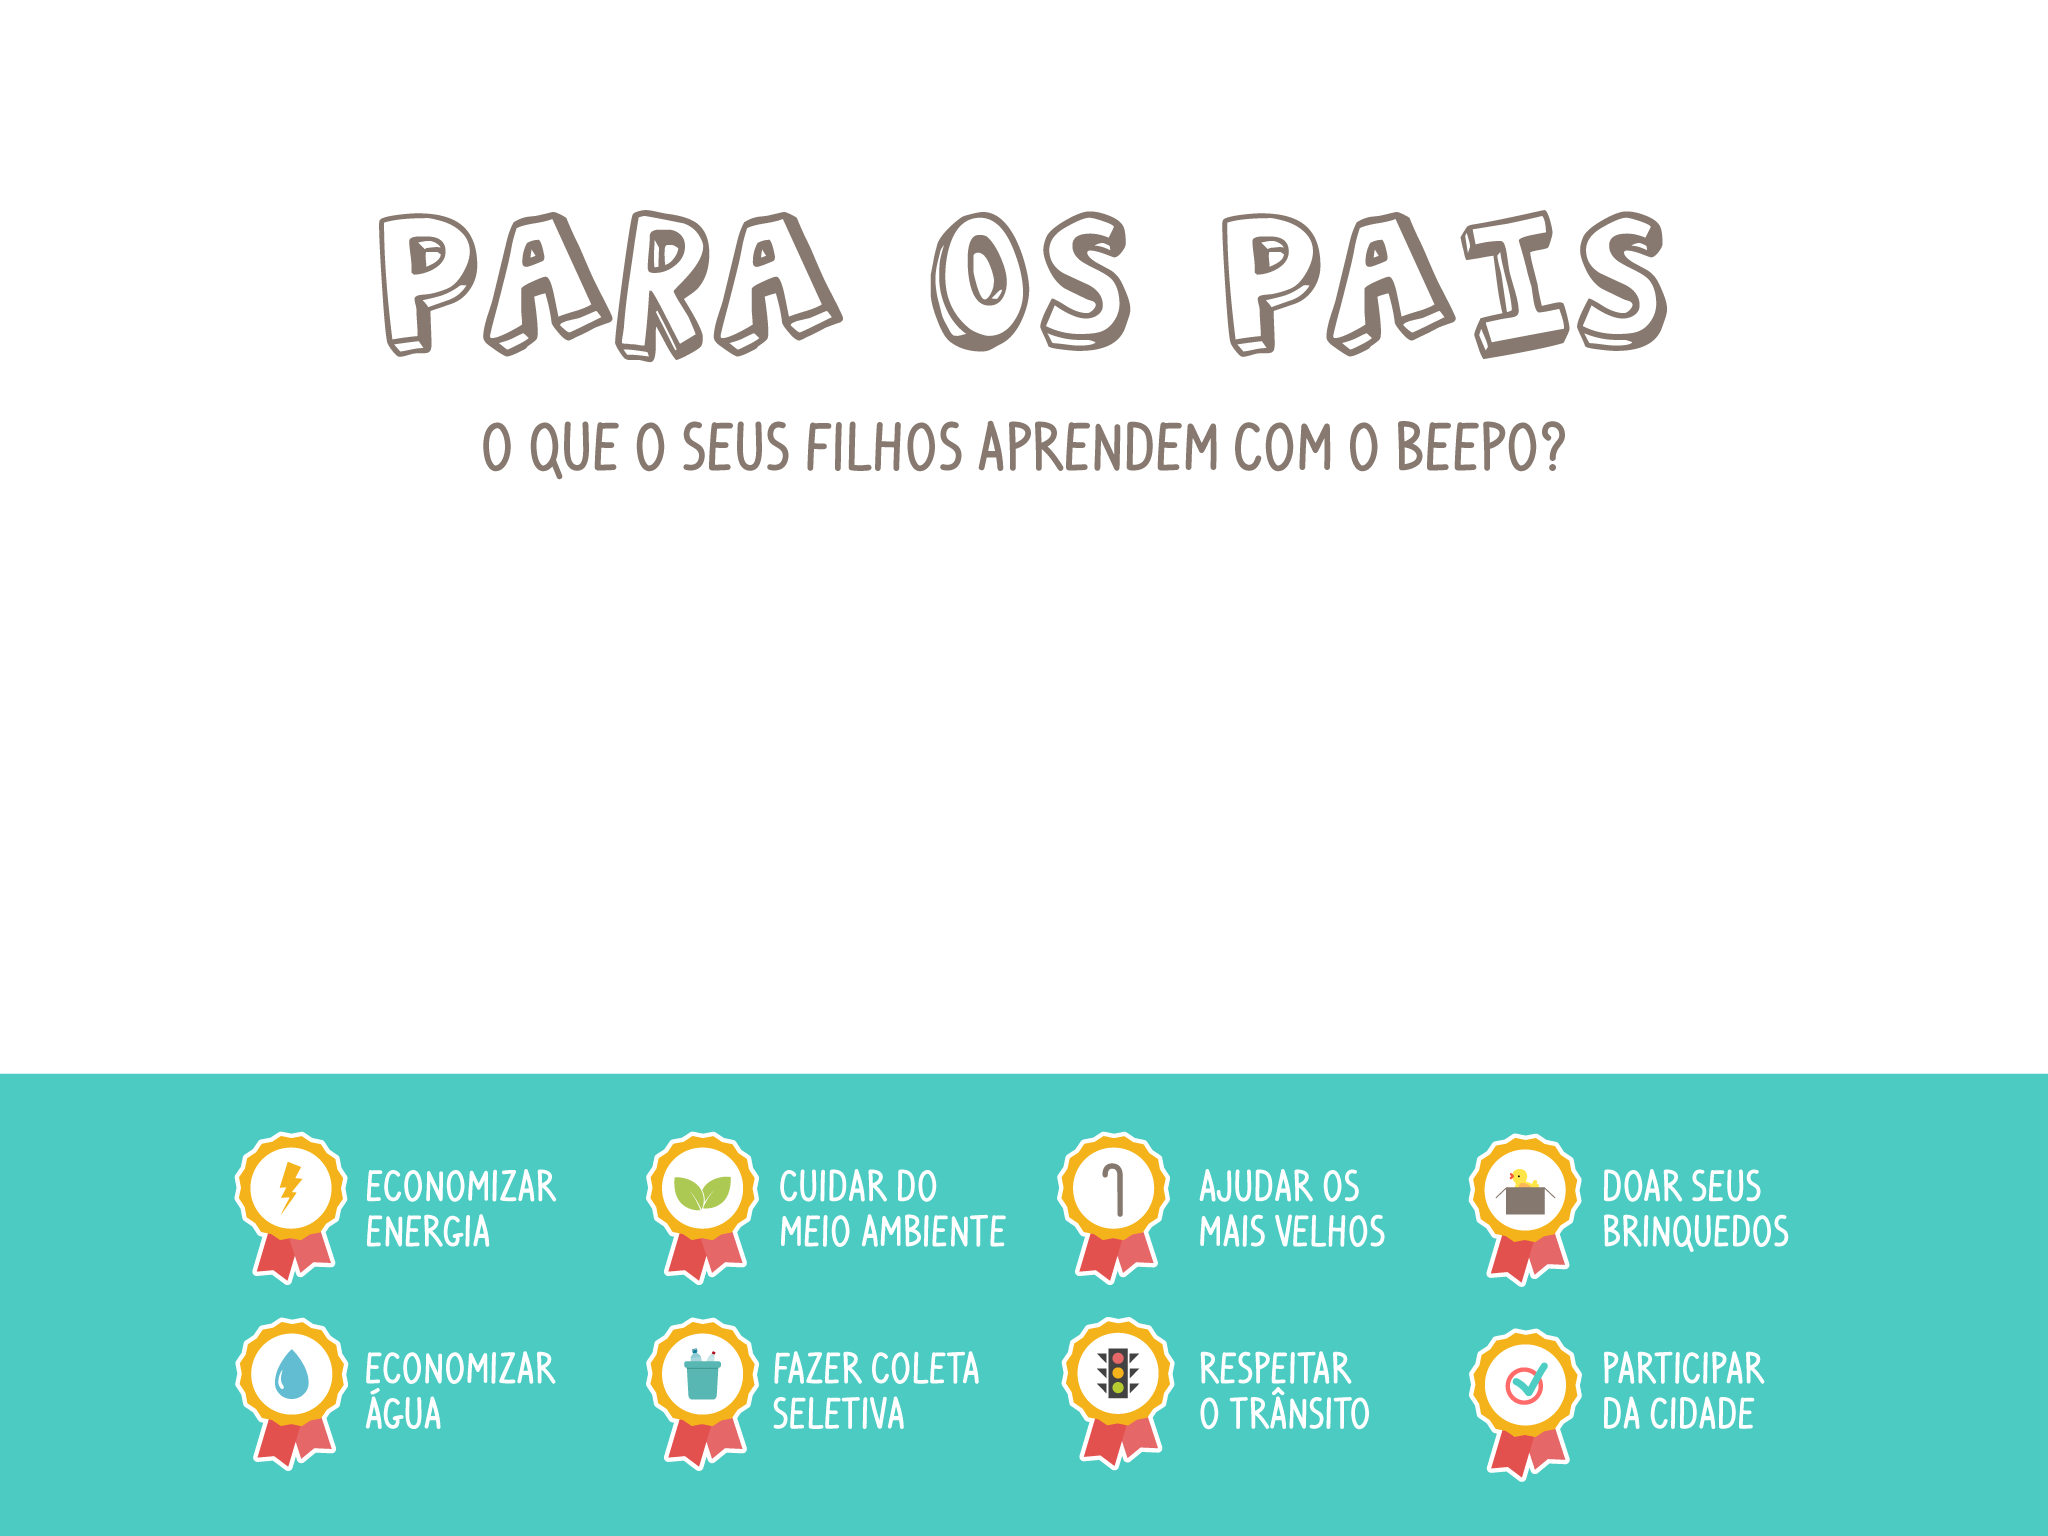 PARA OS PAIS
O QUE O SEUS FILHOS APRENDEM COM O BEEPO?
ECONOMIZAR
ENERGIA
CUIDAR DO
MEIO AMBIENTE
AJUDAR OS
MAIS VELHOS
DOAR SEUS
BRINQUEDOS
ECONOMIZAR
ÁGUA
FAZER COLETA
SELETIVA
RESPEITAR
O TRÂNSITO
PARTICIPAR
DA CIDADE